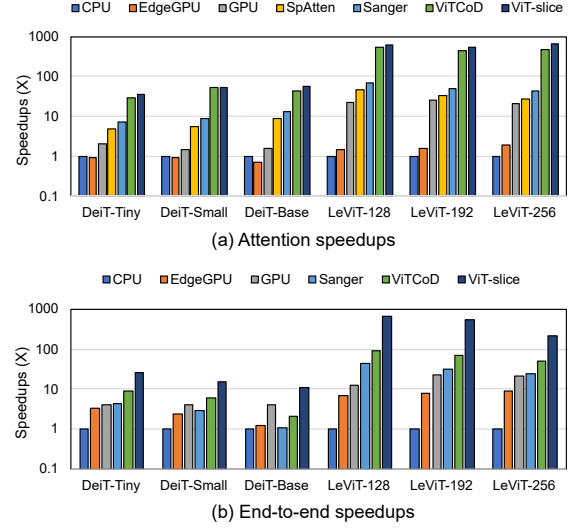 CPU EdgeGPU GPU SpAtten Sanger ViTCoD ViT-slice
1000
100
10
1
0.1
Speedups (X)
DeiT-Tiny DeiT-Small DeiT-Base LeViT-128 LeViT-192 LeViT-256
(a) Attention speedups
CPU EdgeGPU GPU Sanger ViTCoD ViT-slice
1000
100
10
1
0.1
Speedups (X)
DeiT-Tiny DeiT-Small DeiT-Base LeViT-128 LeViT-192 LeViT-256
(b) End-to-end speedups